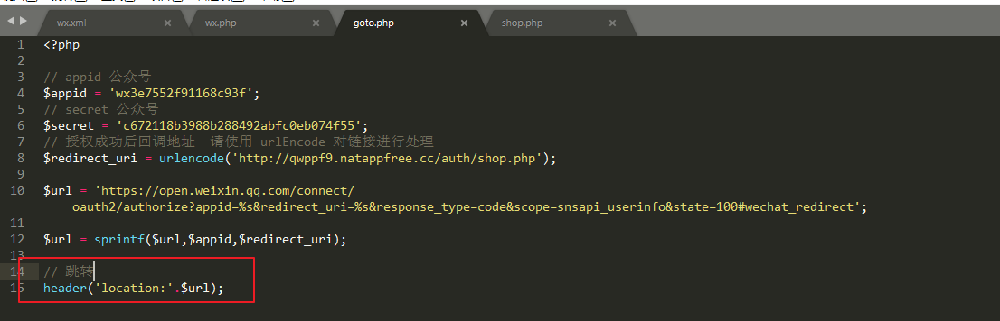 wx.xml
wx.php
goto.php
shop.php
1 <?php
2
3 // appid 公众号
4 $appid = 'wx3e7552f91168c93f';
5 // secret 公众号
6 $secret = 'c672118b3988b288492abfc0eb074f55';
7 // 授权成功后回调地址  请使用 urlEncode 对链接进行处理
8 $redirect_uri = urlencode('http://qwppf9.natappfree.cc/auth/shop.php');
9
10 $url = 'https://open.weixin.qq.com/connect/
oauth2/authorize?appid=%s&redirect_uri=%s&response_type=code&scope=snsapi_userinfo&state=100#wechat_redirect';
11
12 $url = sprintf($url,$appid,$redirect_uri);
13
14 // 跳转
15 header('location:'.$url);